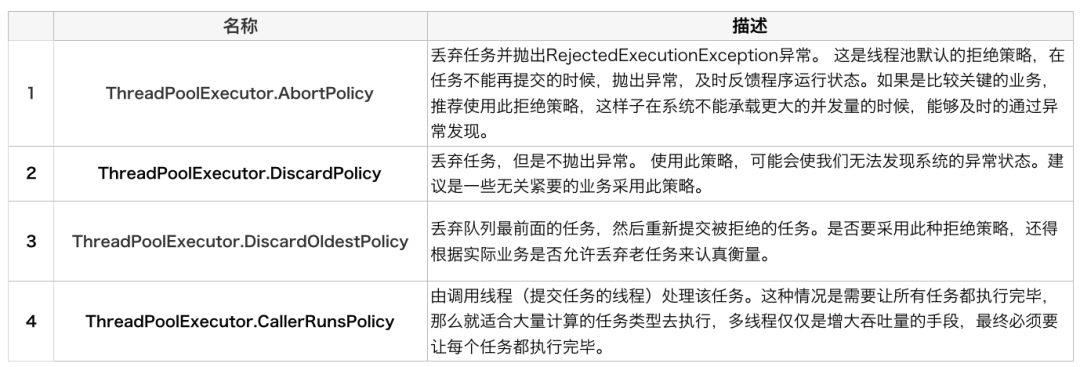 名称 描述
1 ThreadPoolExecutor.AbortPolicy 丢弃任务并抛出RejectedExecutionException异常。 这是线程池默认的拒绝策略，在
任务不能再提交的时候，抛出异常，及时反馈程序运行状态。如果是比较关键的业务，
推荐使用此拒绝策略，这样子在系统不能承载更大的并发量的时候，能够及时的通过异
常发现。
2 ThreadPoolExecutor.DiscardPolicy 丢弃任务，但是不抛出异常。 使用此策略，可能会使我们无法发现系统的异常状态。建
议是一些无关紧要的业务采用此策略。
3 ThreadPoolExecutor.DiscardOldestPolicy 丢弃队列最前面的任务，然后重新提交被拒绝的任务。是否要采用此种拒绝策略，还得
根据实际业务是否允许丢弃老任务来认真衡量。
4 ThreadPoolExecutor.CallerRunsPolicy 由调用线程（提交任务的线程）处理该任务。这种情况是需要让所有任务都执行完毕，
那么就适合大量计算的任务类型去执行，多线程仅仅是增大吞吐量的手段，最终必须要
让每个任务都执行完毕。